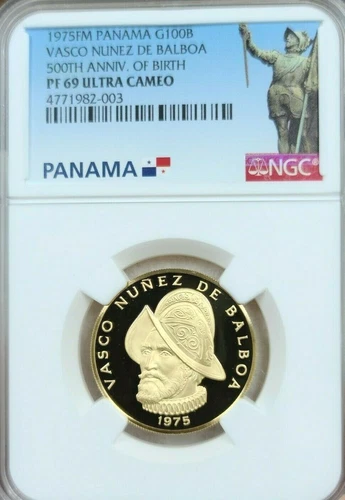 1975FM PANAMA G100B
VASCO NUNEZ DE BALBOA
500TH ANNIV. OF BIRTH
PF 69 ULTRA CAMEO
4771982-003
PANAMA
NGC
VASCO NUÑEZ DE BALBOA
1975